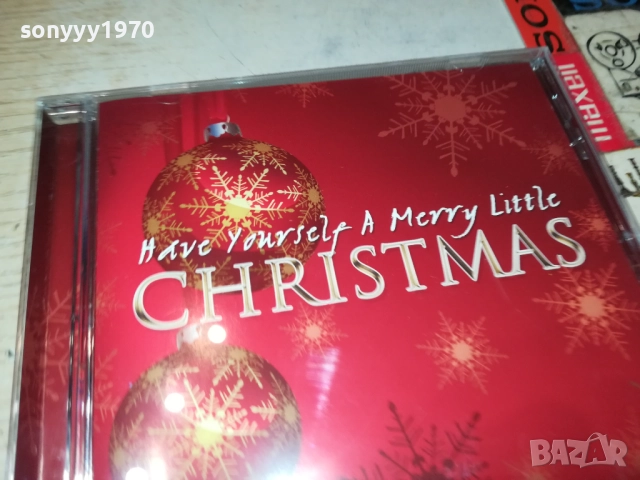 sonyyy1970
Have Yourself A Merry Little
CHRISTMAS
maxell
BAZAR